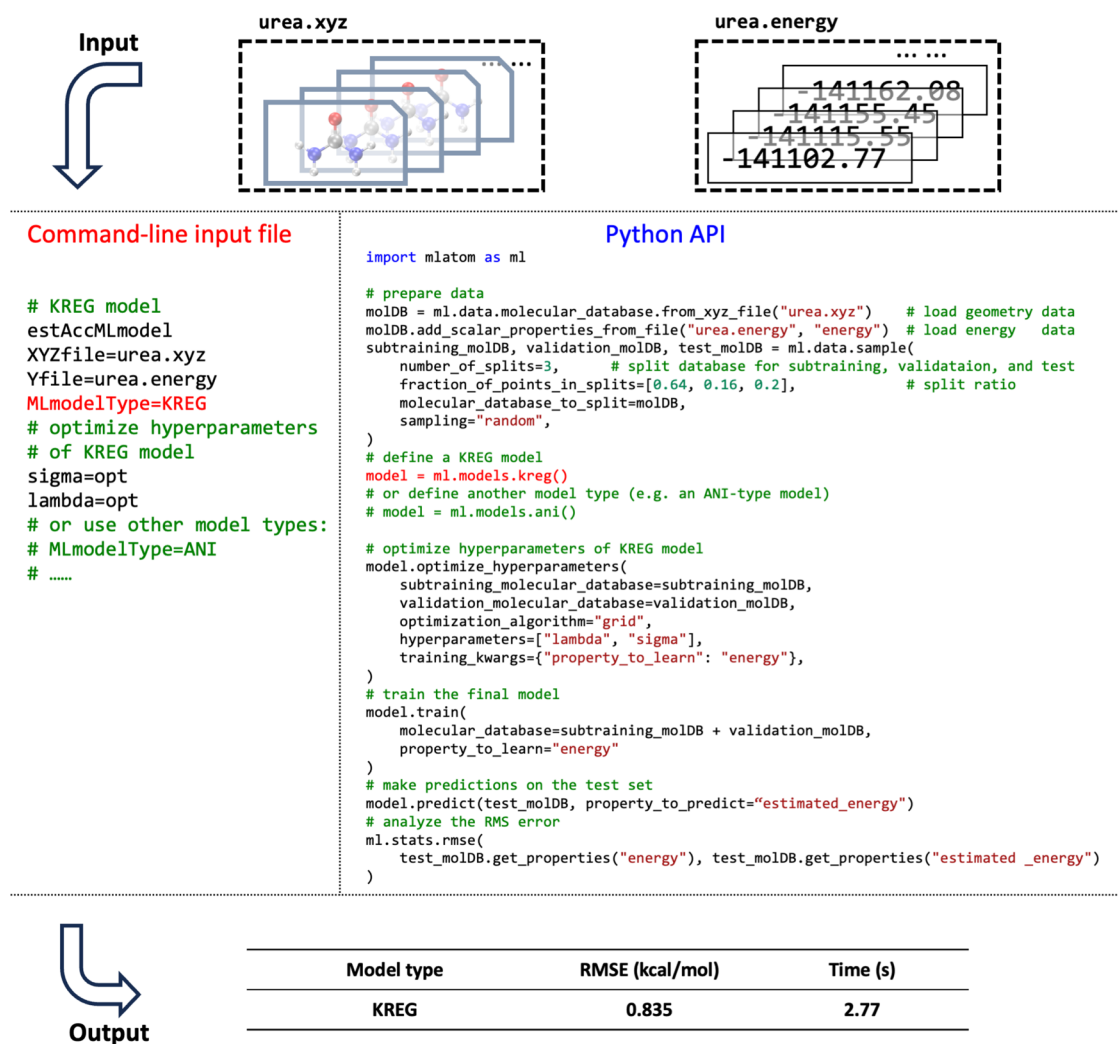 urea.xyz
urea.energy
Input
... ...
... ...
-141162.08
-141155.45
-141115.55
-141102.77
Command-line input file
# KREG model
estAccMLmodel
XYZfile=urea.xyz
Yfile=urea.energy
MLmodelType=KREG
# optimize hyperparameters
# of KREG model
sigma=opt
lambda=opt
# or use other model types:
# MLmodelType=ANI
# ……
Python API
import mlatom as ml
# prepare data
molDB = ml.data.molecular_database.from_xyz_file("urea.xyz")    # load geometry data
molDB.add_scalar_properties_from_file("urea.energy", "energy")  # load energy   data
subtraining_molDB, validation_molDB, test_molDB = ml.data.sample(
    number_of_splits=3,      # split database for subtraining, validataion, and test
    fraction_of_points_in_splits=[0.64, 0.16, 0.2],             # split ratio
    molecular_database_to_split=molDB,
    sampling="random",
)
# define a KREG model
model = ml.models.kreg()
# or define another model type (e.g. an ANI-type model)
# model = ml.models.ani()
# optimize hyperparameters of KREG model
model.optimize_hyperparameters(
    subtraining_molecular_database=subtraining_molDB,
    validation_molecular_database=validation_molDB,
    optimization_algorithm="grid",
    hyperparameters=["lambda", "sigma"],
    training_kwargs={"property_to_learn": "energy"},
)
# train the final model
model.train(
    molecular_database=subtraining_molDB + validation_molDB,
    property_to_learn="energy"
)
# make predictions on the test set
model.predict(test_molDB, property_to_predict=“estimated_energy")
# analyze the RMS error
ml.stats.rmse(
    test_molDB.get_properties("energy"), test_molDB.get_properties("estimated _energy")
)
Output
Model type RMSE (kcal/mol) Time (s)
KREG 0.835 2.77